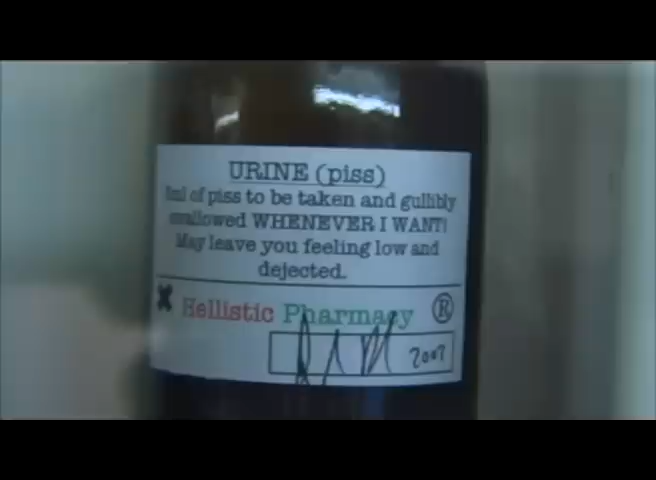 URINE (piss)
5ml of piss to be taken and gullibly
swallowed WHENEVER I WANT!
May leave you feeling low and
dejected.
Hellistic Pharmacy ®
2007